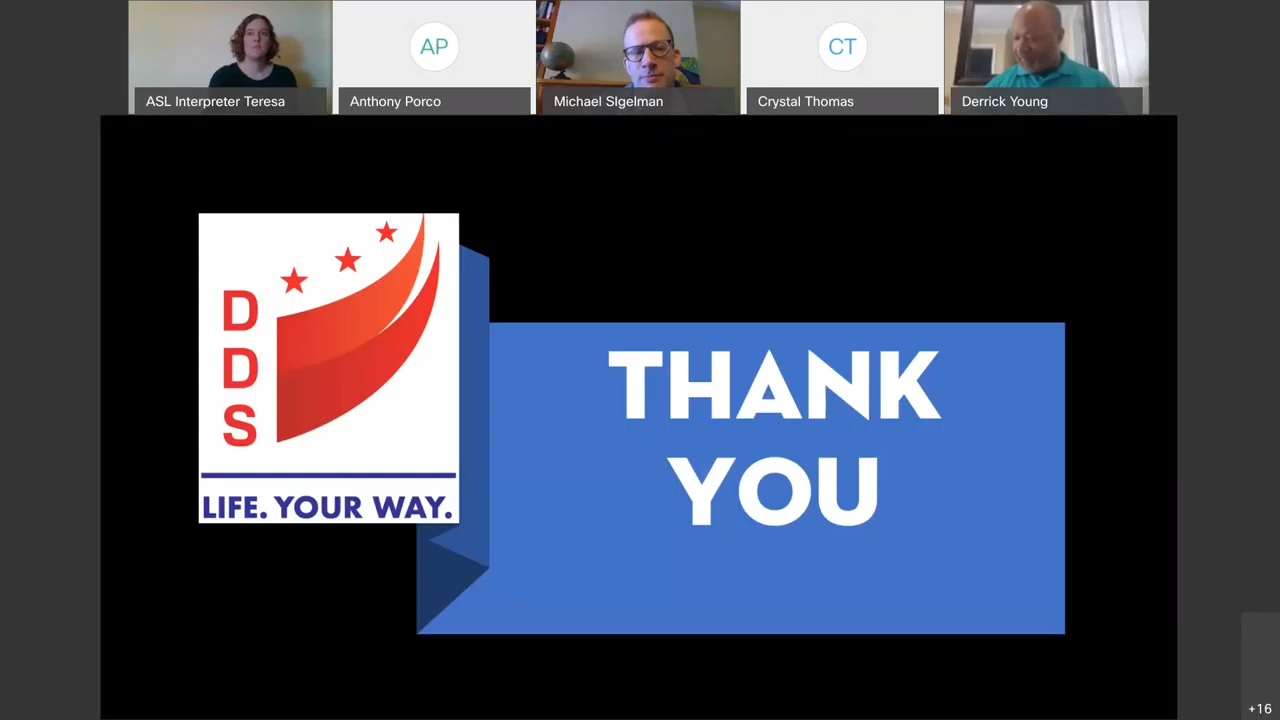 AP
CT
ASL Interpreter Teresa
Anthony Porco
Michael SIgelman
Crystal Thomas
Derrick Young
D
D
S
LIFE. YOUR WAY.
THANK
YOU
+16